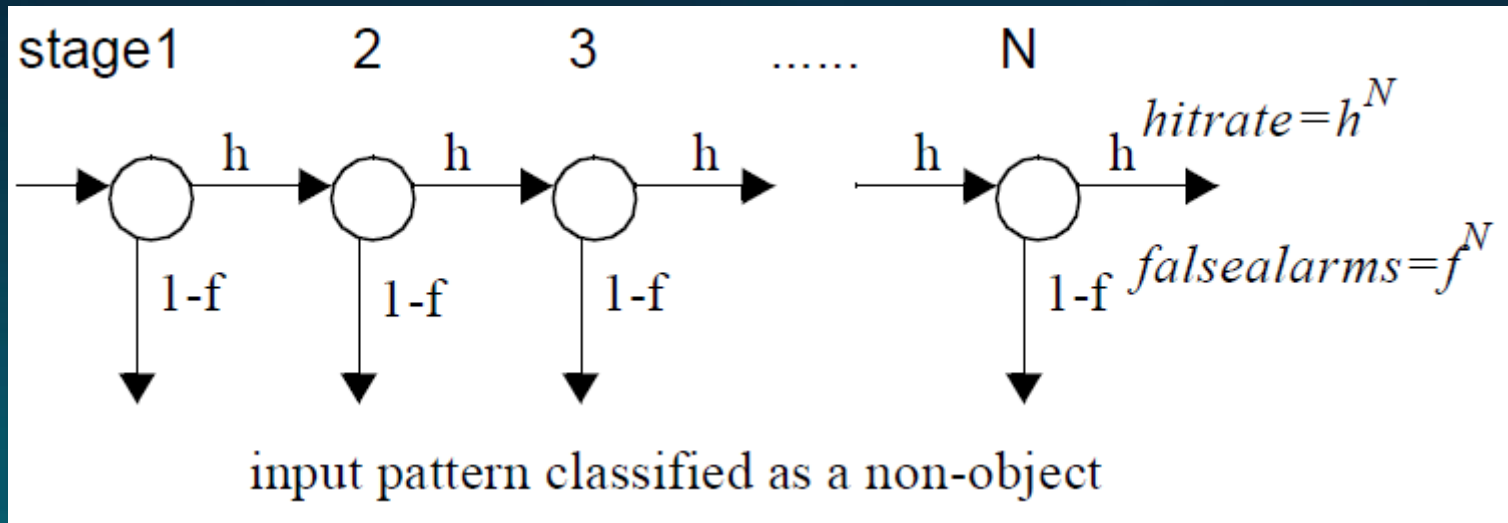 stage1 2 3 ...... N
hitrate=h^N
h h h h h
falsealarms=f^N
1-f 1-f 1-f 1-f
input pattern classified as a non-object